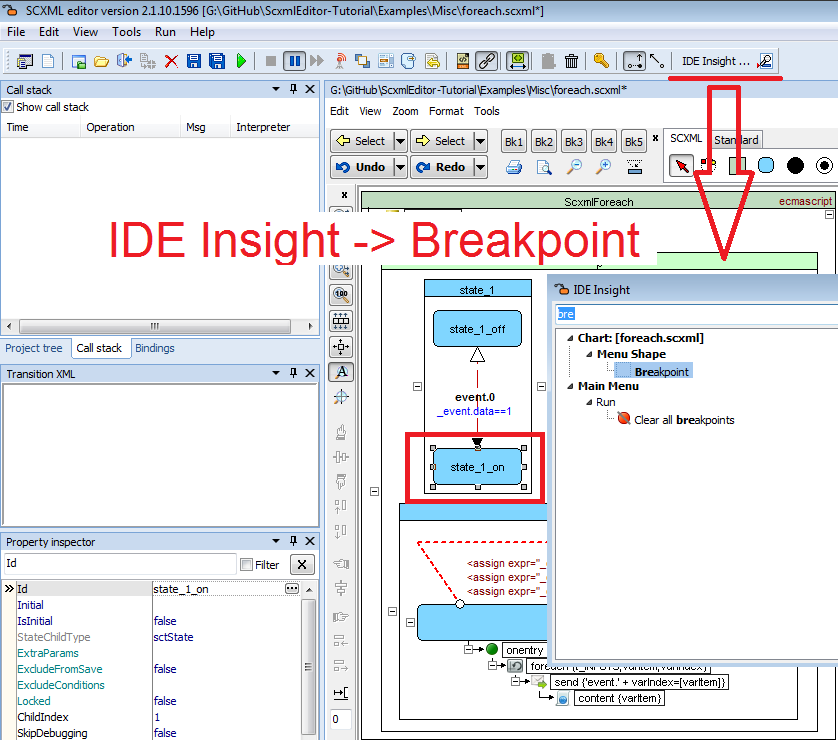 SCXML editor version 2.1.10.1596 [G:\GitHub\ScxmlEditor-Tutorial\Examples\Misc\foreach.scxml*]
File Edit View Tools Run Help
IDE Insight ...
Call stack
Show call stack
Time Operation Msg Interpreter
G:\GitHub\ScxmlEditor-Tutorial\Examples\Misc\foreach.scxml*
Edit View Zoom Format Tools
Select Select Bk1 Bk2 Bk3 Bk4 Bk5 x SCXML Standard
Undo Redo
x
ScxmlForeach ecmascript
IDE Insight -> Breakpoint
100
state_1
state_1_off
event.0
_event.data==1
state_1_on
IDE Insight
bre
Chart: [foreach.scxml]
Menu Shape
Breakpoint
Main Menu
Run
Clear all breakpoints
Project tree Call stack Bindings
Transition XML
A
<assign expr="_
<assign expr="_
<assign expr="_
onentry
send {'event.' + varIndex=[varItem]}
content {varItem}
0
Property inspector
Id Filter X
Id state_1_on
Initial
IsInitial false
StateChildType sctState
ExtraParams
ExcludeFromSave false
ExcludeConditions
Locked false
ChildIndex 1
SkipDebugging false